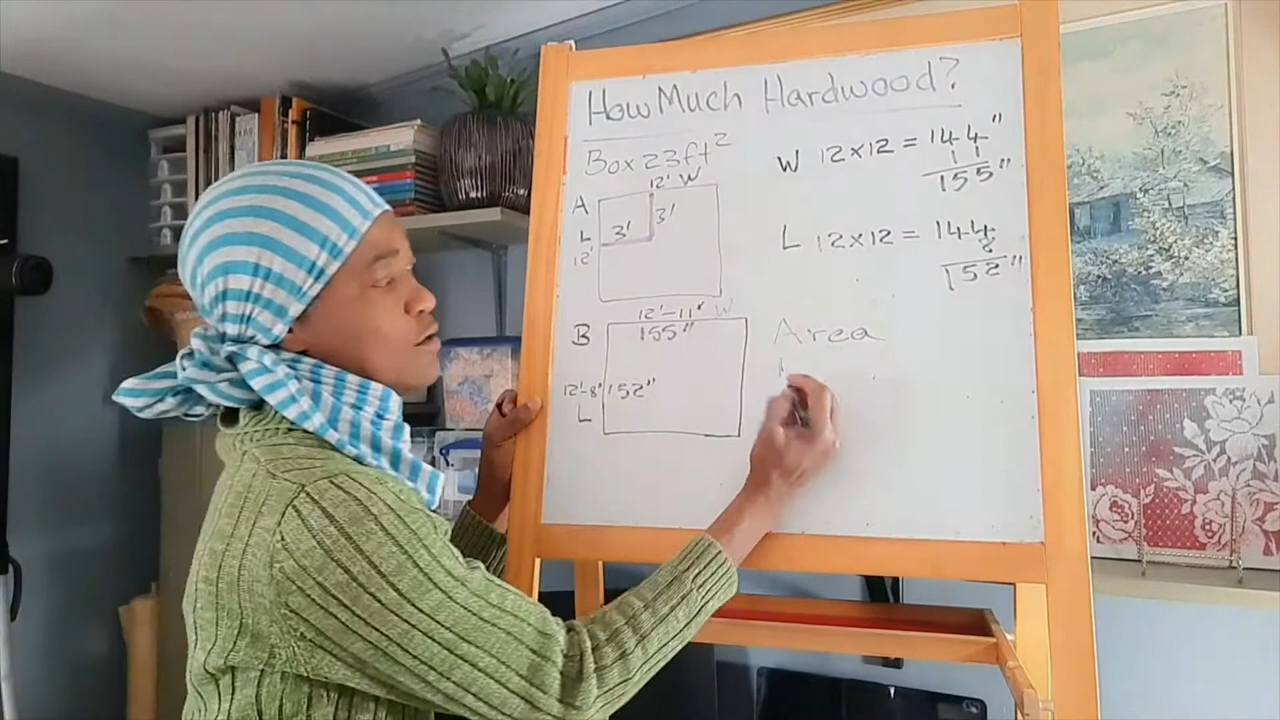 How Much Hardwood?
Box 23ft²
12' W
A
3'
3'
L
12'
12'-11" W
B
155"
12'-8"
152"
L
W 12x12 = 144"
11
155"
L 12x12 = 144
8
152"
Area